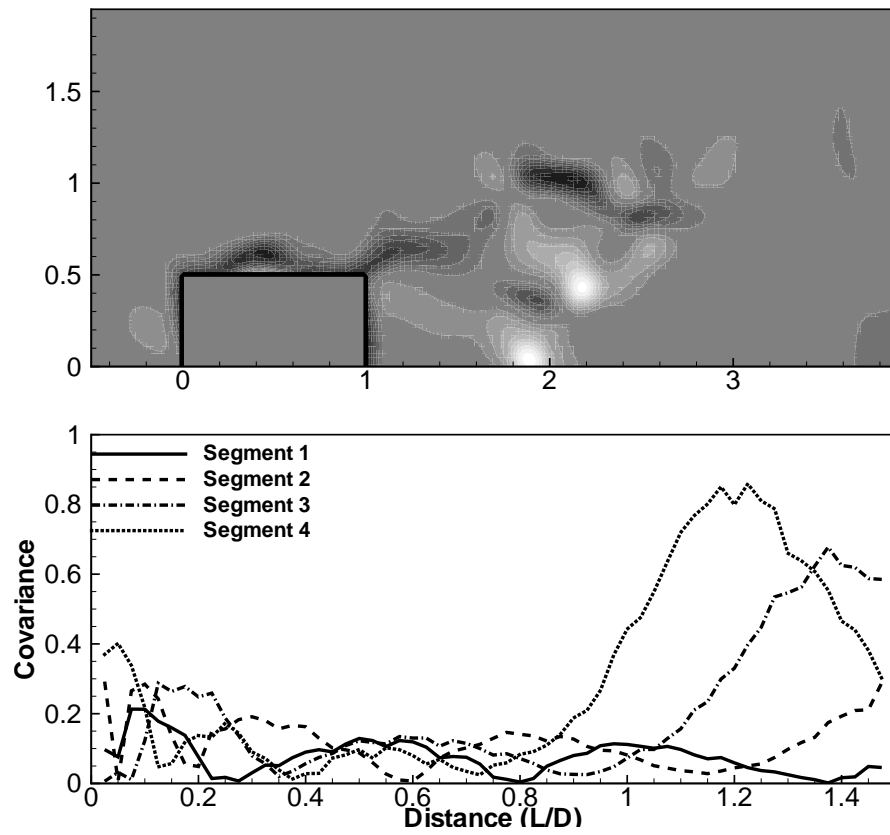 1.5
1
0.5
0
0 1 2 3
1
0.8
0.6
0.4
0.2
0
Covariance
Segment 1
Segment 2
Segment 3
Segment 4
0 0.2 0.4 0.6 0.8 1 1.2 1.4
Distance (L/D)